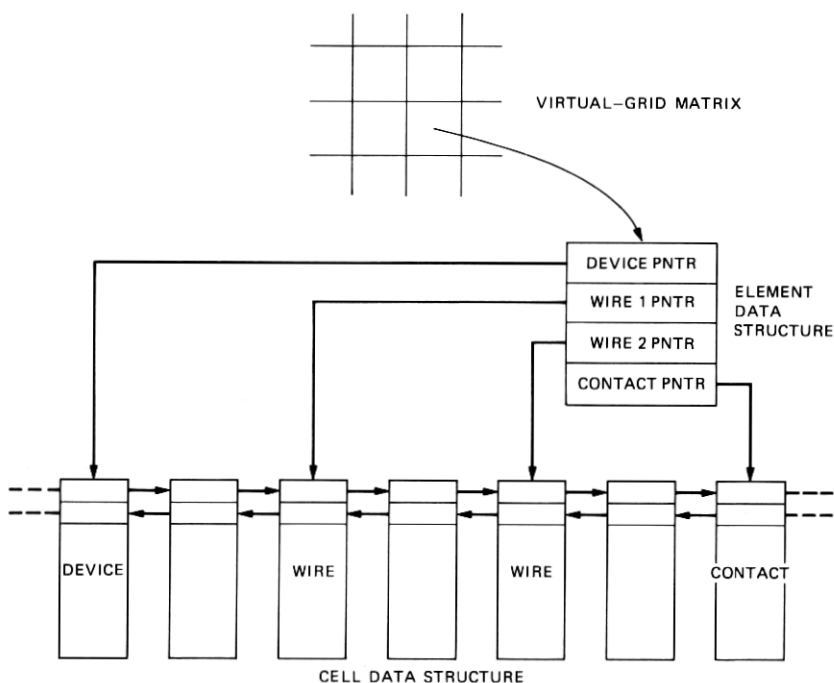 VIRTUAL-GRID MATRIX
DEVICE PNTR
WIRE 1 PNTR
WIRE 2 PNTR
CONTACT PNTR
ELEMENT
DATA
STRUCTURE
DEVICE
WIRE
WIRE
CONTACT
CELL DATA STRUCTURE